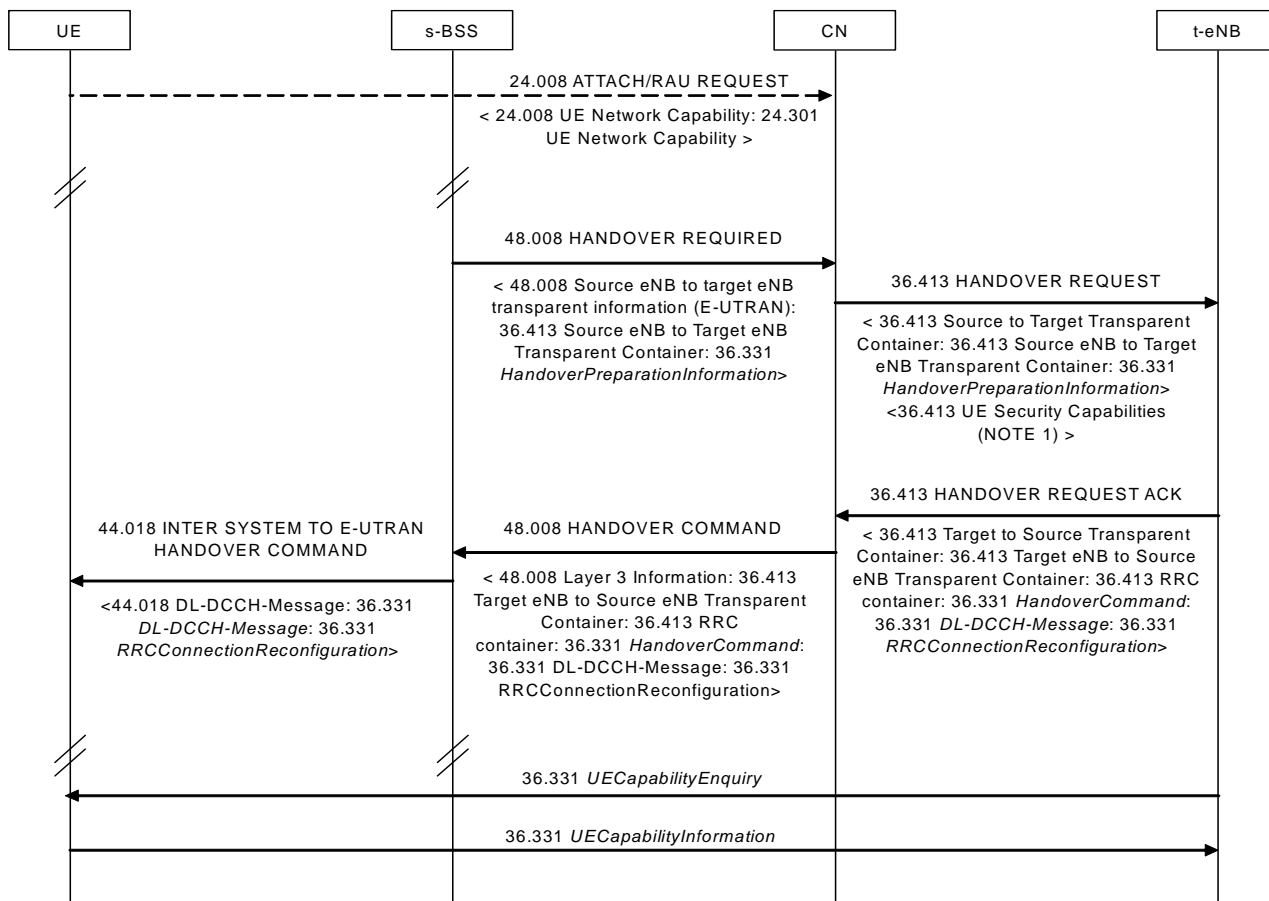 UE
s-BSS
CN
t-eNB
24.008 ATTACH/RAU REQUEST
< 24.008 UE Network Capability: 24.301
UE Network Capability >
48.008 HANDOVER REQUIRED
< 48.008 Source eNB to target eNB
transparent information (E-UTRAN):
36.413 Source eNB to Target eNB
Transparent Container: 36.331
HandoverPreparationInformation>
36.413 HANDOVER REQUEST
< 36.413 Source to Target Transparent
Container: 36.413 Source eNB to Target
eNB Transparent Container: 36.331
HandoverPreparationInformation>
<36.413 UE Security Capabilities
(NOTE 1) >
36.413 HANDOVER REQUEST ACK
< 36.413 Target to Source Transparent
Container: 36.413 Target eNB to Source
eNB Transparent Container: 36.413 RRC
container: 36.331 HandoverCommand:
36.331 DL-DCCH-Message: 36.331
RRCConnectionReconfiguration>
48.008 HANDOVER COMMAND
< 48.008 Layer 3 Information: 36.413
Target eNB to Source eNB Transparent
Container: 36.413 RRC
container: 36.331 HandoverCommand:
36.331 DL-DCCH-Message: 36.331
RRCConnectionReconfiguration>
44.018 INTER SYSTEM TO E-UTRAN
HANDOVER COMMAND
<44.018 DL-DCCH-Message: 36.331
DL-DCCH-Message: 36.331
RRCConnectionReconfiguration>
36.331 UECapabilityEnquiry
36.331 UECapabilityInformation